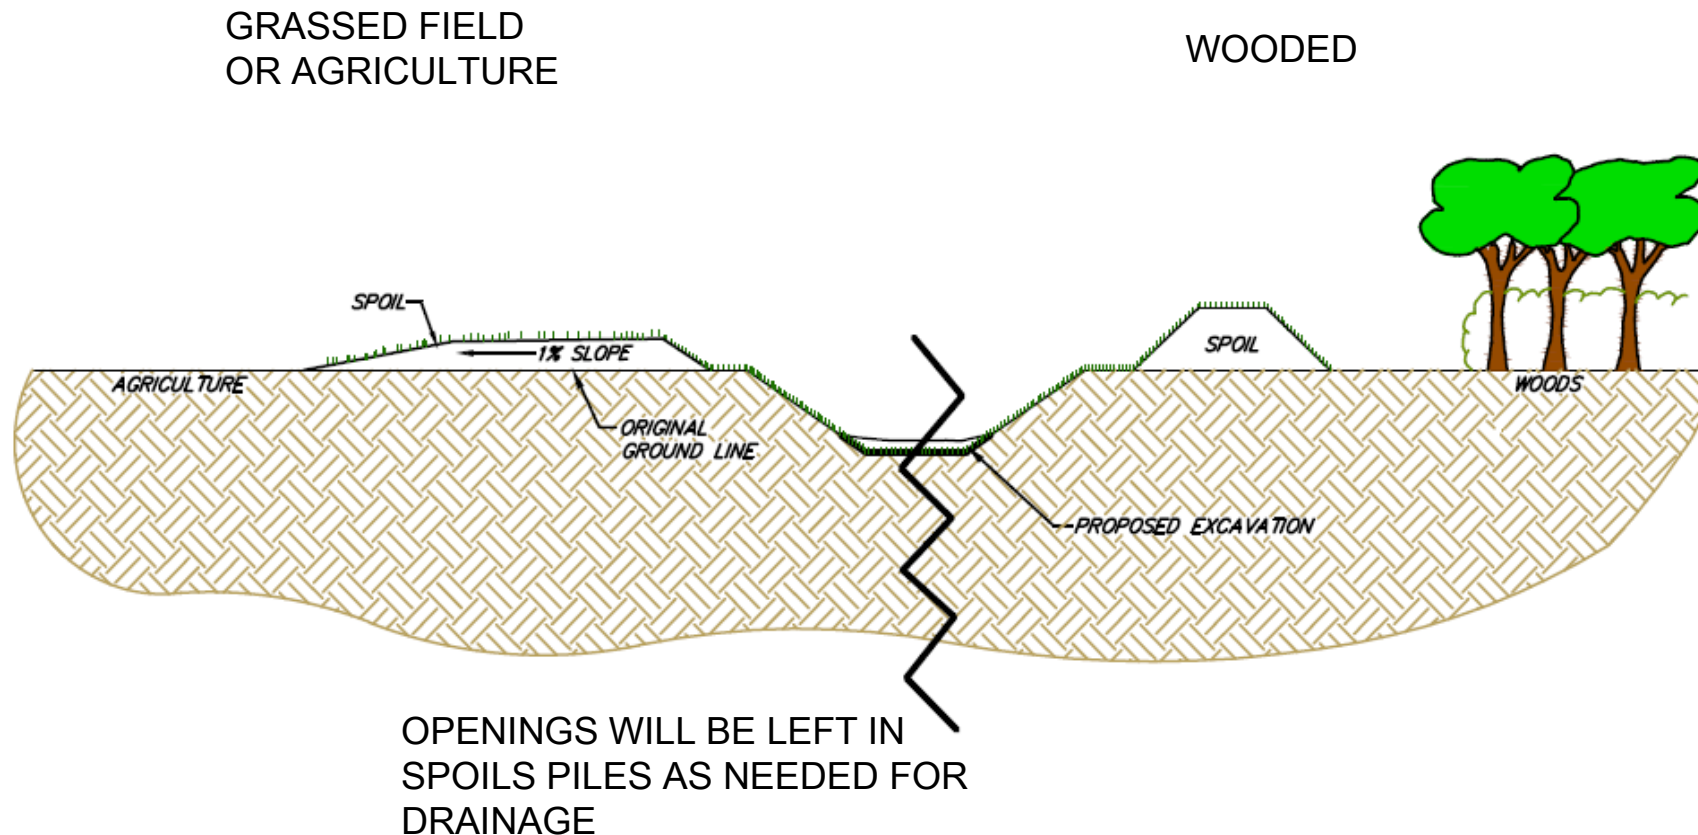 GRASSED FIELD
OR AGRICULTURE
WOODED
SPOIL
1% SLOPE
SPOIL
AGRICULTURE
WOODS
ORIGINAL
GROUND LINE
PROPOSED EXCAVATION
OPENINGS WILL BE LEFT IN
SPOILS PILES AS NEEDED FOR
DRAINAGE